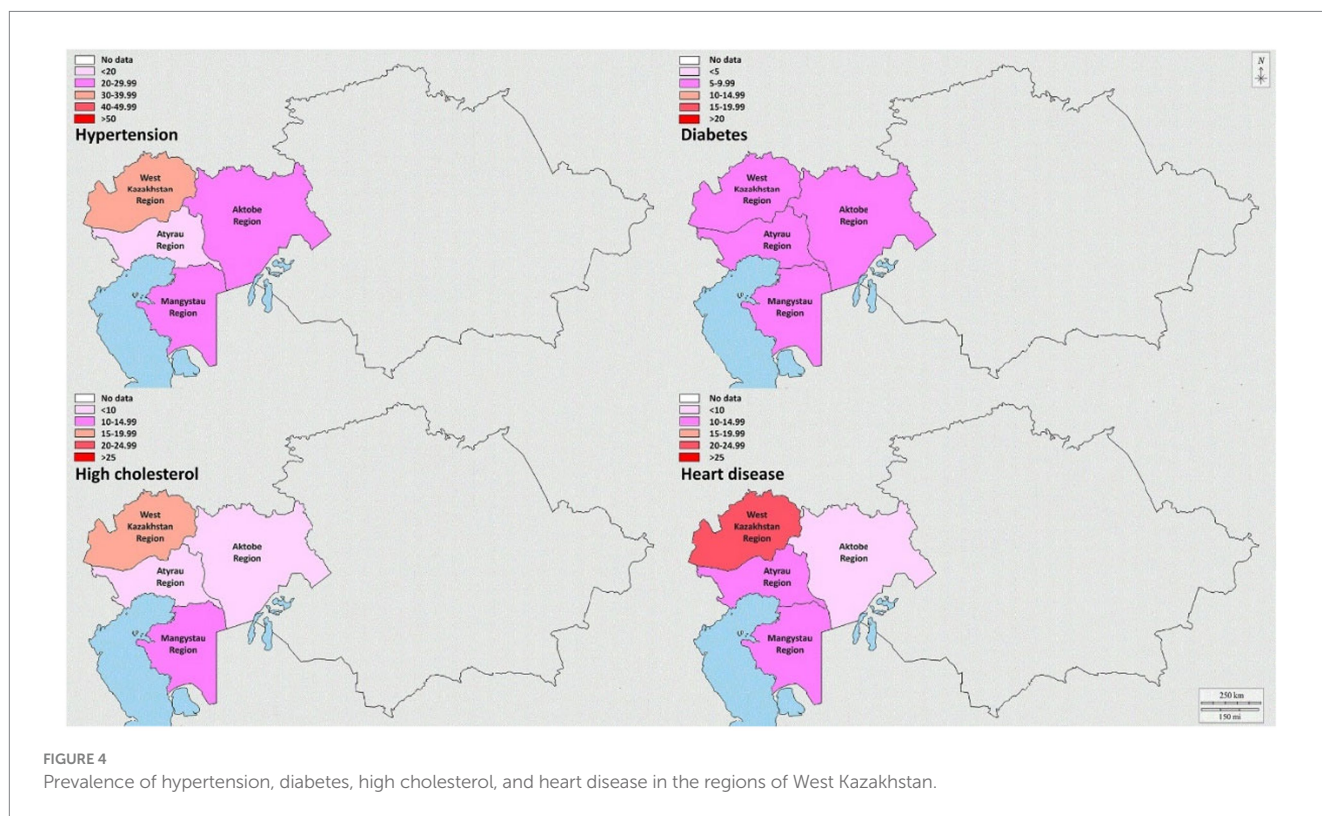 No data
<20
20-29.99
30-39.99
40-49.99
>50
Hypertension
West
Kazakhstan
Region
Aktobe
Region
Atyrau
Region
Mangystau
Region
No data
<5
5-9.99
10-14.99
15-19.99
>20
Diabetes
N
West
Kazakhstan
Region
Aktobe
Region
Atyrau
Region
Mangystau
Region
No data
<10
10-14.99
15-19.99
20-24.99
>25
High cholesterol
West
Kazakhstan
Region
Aktobe
Region
Atyrau
Region
Mangystau
Region
No data
<10
10-14.99
15-19.99
20-24.99
>25
Heart disease
West
Kazakhstan
Region
Aktobe
Region
Atyrau
Region
Mangystau
Region
250 km
150 mi
FIGURE 4
Prevalence of hypertension, diabetes, high cholesterol, and heart disease in the regions of West Kazakhstan.